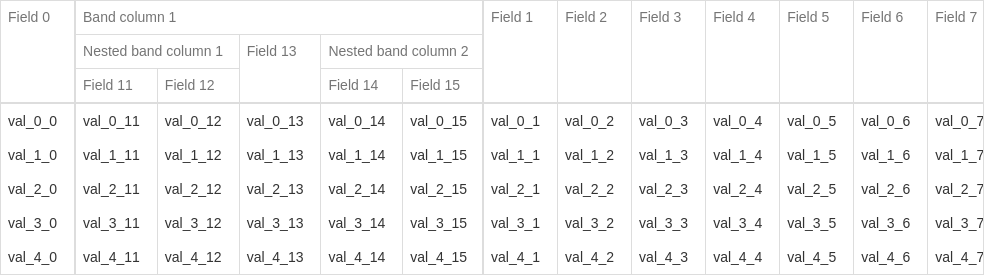 Field 0 Band column 1 Field 1 Field 2 Field 3 Field 4 Field 5 Field 6 Field 7
Nested band column 1 Field 13 Nested band column 2
Field 11 Field 12 Field 14 Field 15
val_0_0 val_0_11 val_0_12 val_0_13 val_0_14 val_0_15 val_0_1 val_0_2 val_0_3 val_0_4 val_0_5 val_0_6 val_0_7
val_1_0 val_1_11 val_1_12 val_1_13 val_1_14 val_1_15 val_1_1 val_1_2 val_1_3 val_1_4 val_1_5 val_1_6 val_1_7
val_2_0 val_2_11 val_2_12 val_2_13 val_2_14 val_2_15 val_2_1 val_2_2 val_2_3 val_2_4 val_2_5 val_2_6 val_2_7
val_3_0 val_3_11 val_3_12 val_3_13 val_3_14 val_3_15 val_3_1 val_3_2 val_3_3 val_3_4 val_3_5 val_3_6 val_3_7
val_4_0 val_4_11 val_4_12 val_4_13 val_4_14 val_4_15 val_4_1 val_4_2 val_4_3 val_4_4 val_4_5 val_4_6 val_4_7